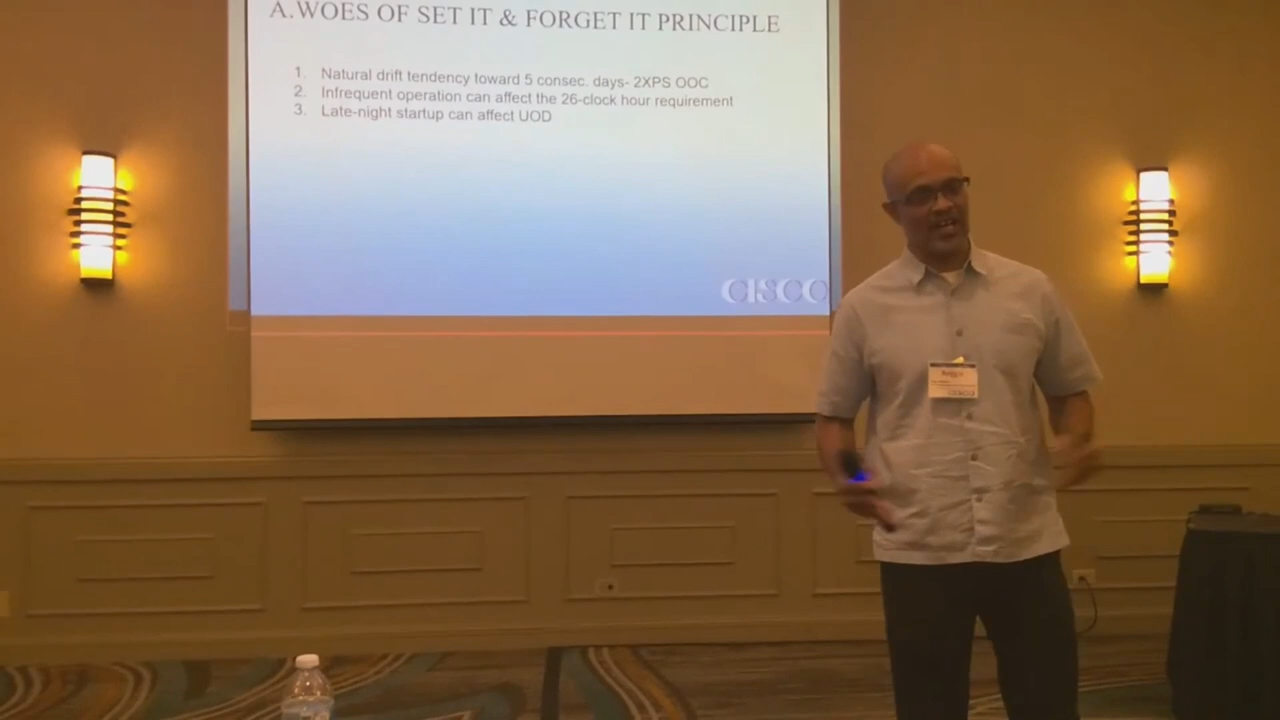 A.WOES OF SET IT & FORGET IT PRINCIPLE
1. Natural drift tendency toward 5 consec. days- 2XPS OOC
2. Infrequent operation can affect the 26-clock hour requirement
3. Late-night startup can affect UOD
CISCO